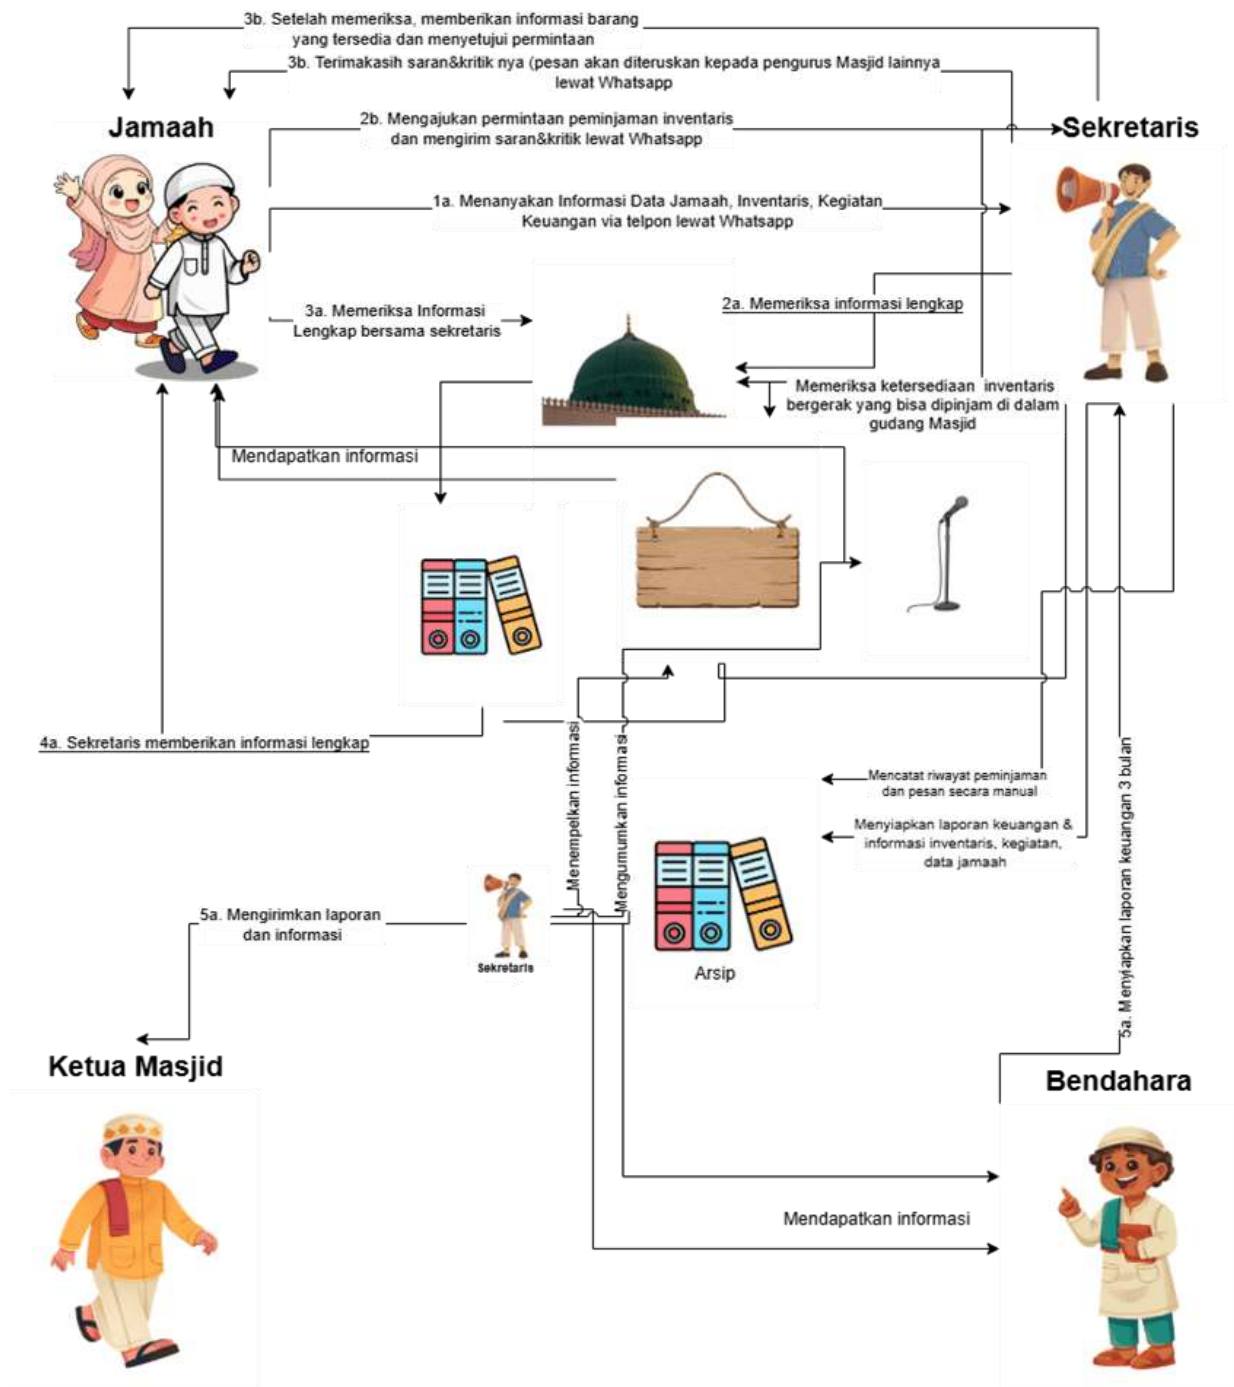 3b. Setelah memeriksa, memberikan informasi barang
yang tersedia dan menyetujui permintaan
3b. Terimakasih saran&kritik nya (pesan akan diteruskan kepada pengurus Masjid lainnya
lewat Whatsapp
Jamaah
2b. Mengajukan permintaan peminjaman inventaris
dan mengirim saran&kritik lewat Whatsapp
Sekretaris
1a. Menanyakan Informasi Data Jamaah, Inventaris, Kegiatan
Keuangan via telpon lewat Whatsapp
3a. Memeriksa Informasi
Lengkap bersama sekretaris
2a. Memeriksa informasi lengkap
Memeriksa ketersediaan inventaris
bergerak yang bisa dipinjam di dalam
gudang Masjid
Mendapatkan informasi
4a. Sekretaris memberikan informasi lengkap
Menempelkan informasi
Mengumumkan informasi
Mencatat riwayat peminjaman
dan pesan secara manual
Menyiapkan laporan keuangan &
informasi inventaris, kegiatan,
data jamaah
5a. Menyiapkan laporan keuangan 3 bulan
5a. Mengirimkan laporan
dan informasi
Sekretaris
Arsip
Ketua Masjid
Bendahara
Mendapatkan informasi